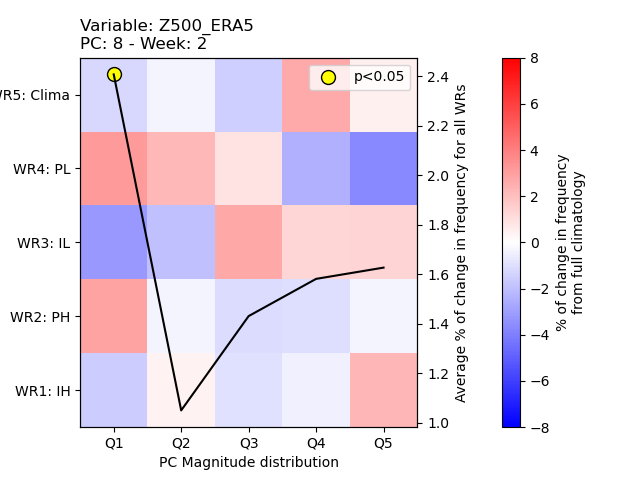 Variable: Z500_ERA5
PC: 8 - Week: 2
p<0.05
WR5: Clima
WR4: PL
WR3: IL
WR2: PH
WR1: IH
Q1 Q2 Q3 Q4 Q5
PC Magnitude distribution
2.4
2.2
2.0
1.8
1.6
1.4
1.2
1.0
Average % of change in frequency for all WRs
8
6
4
2
0
−2
−4
−6
−8
% of change in frequency
from full climatology